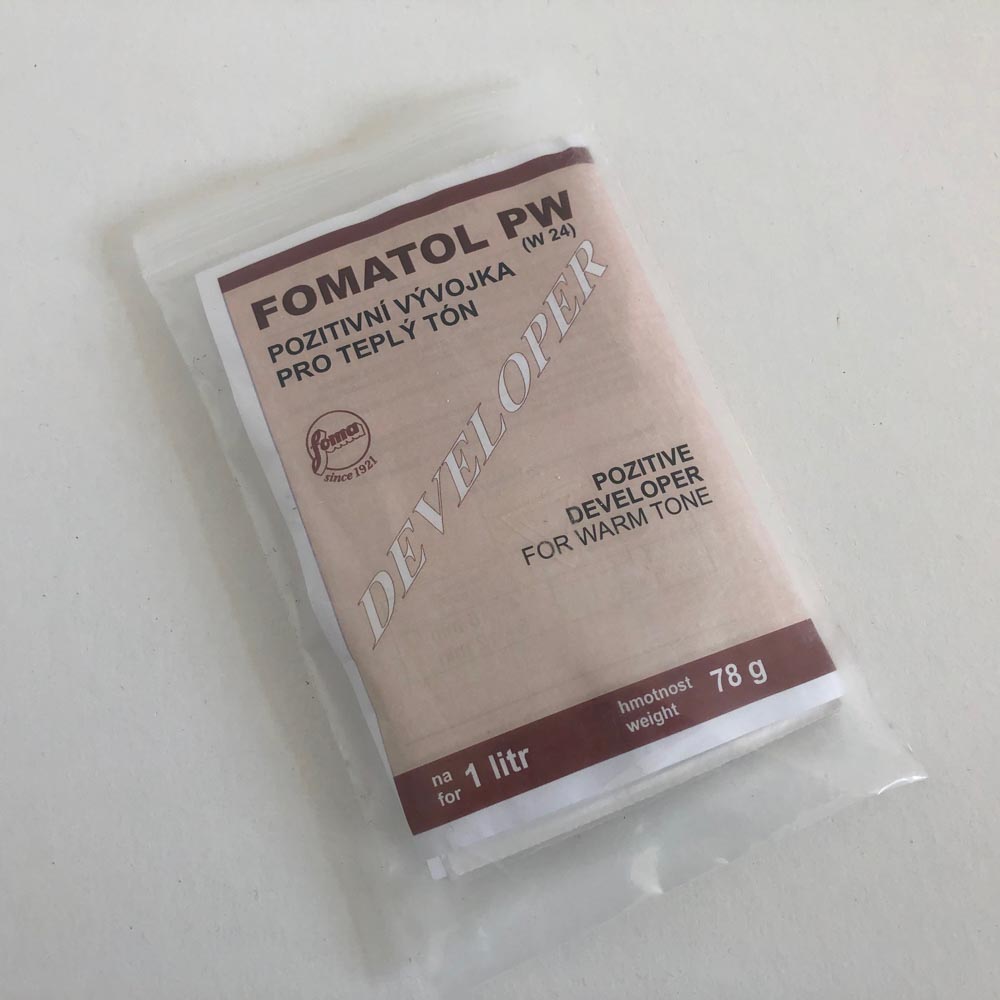 FOMATOL PW
(W 24)
POZITIVNÍ VÝVOJKA
PRO TEPLÝ TÓN
foma
since 1921
DEVELOPER
POZITIVE
DEVELOPER
FOR WARM TONE
na
for
1 litr
hmotnost
weight
78 g